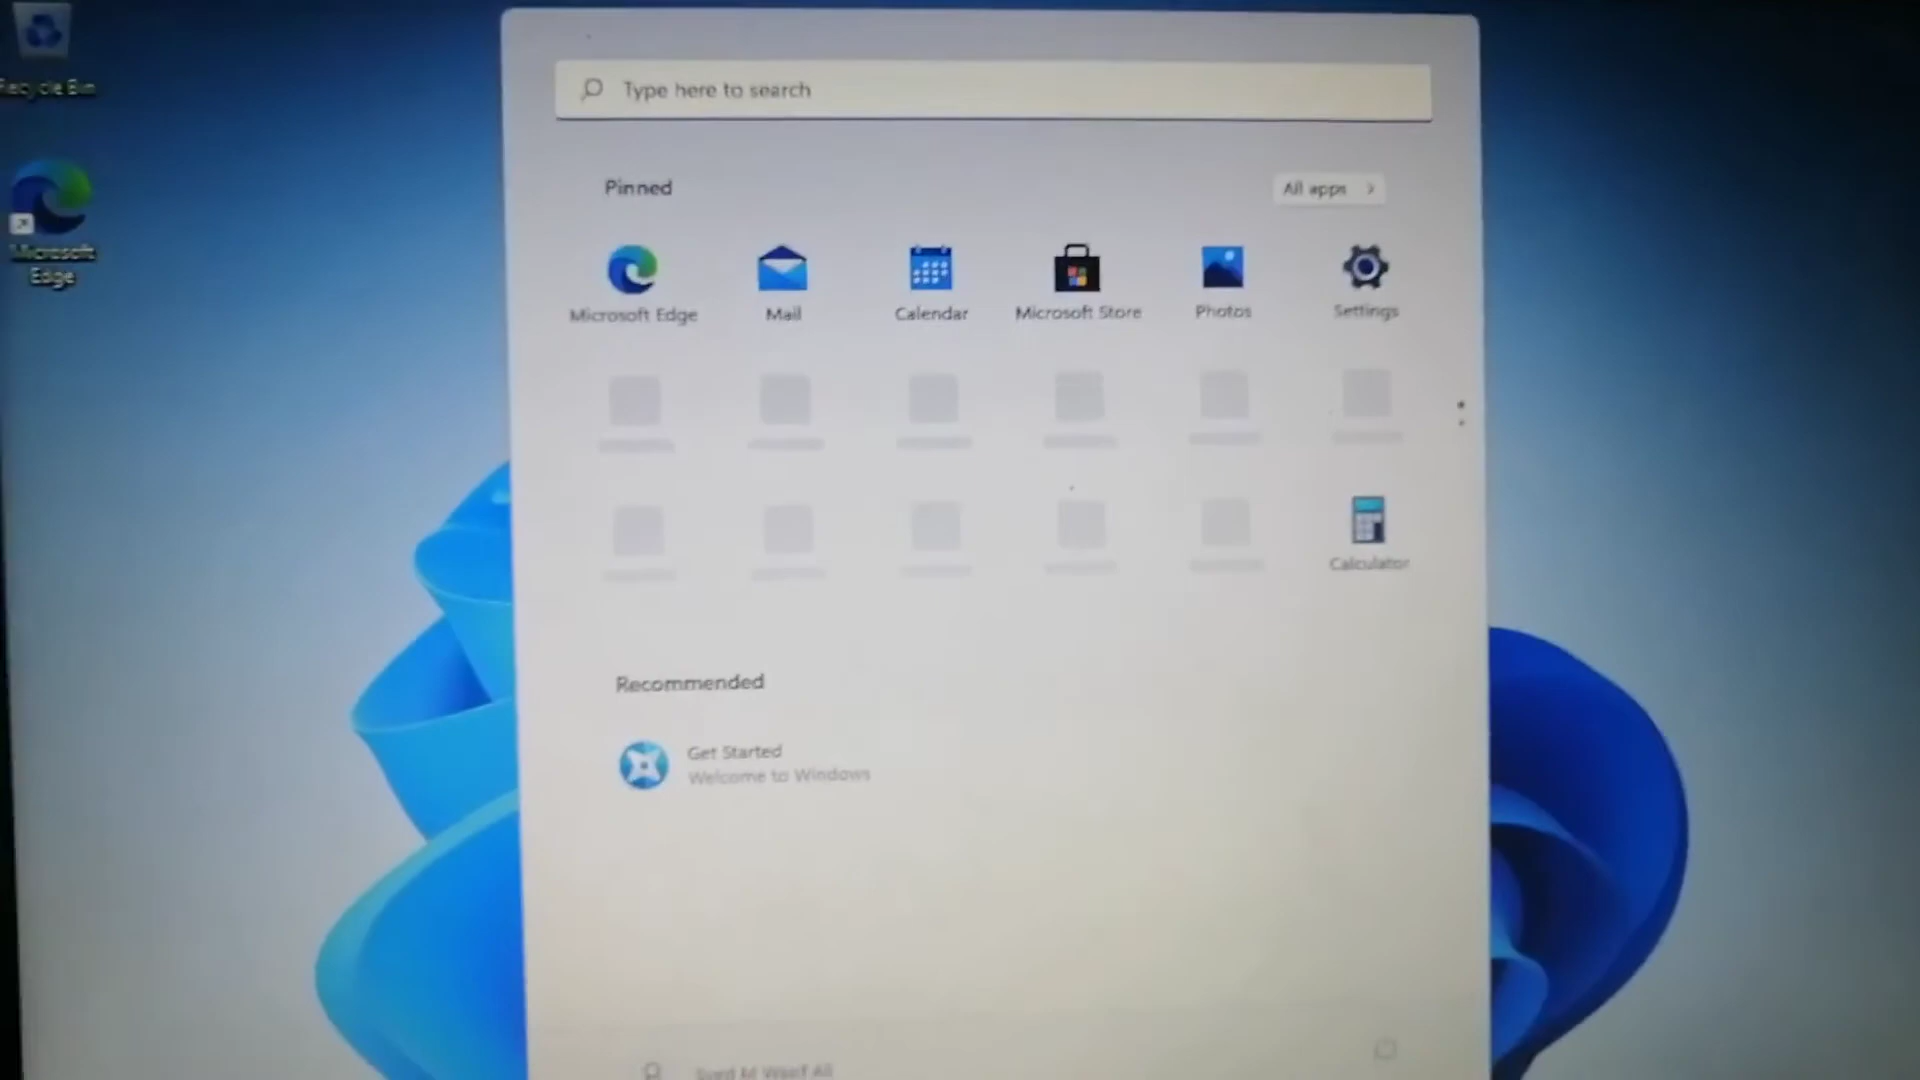 Recycle Bin
Microsoft
Edge
Type here to search
Pinned
All apps
Microsoft Edge
Mail
Calendar
Microsoft Store
Photos
Settings
Calculator
Recommended
Get Started
Welcome to Windows